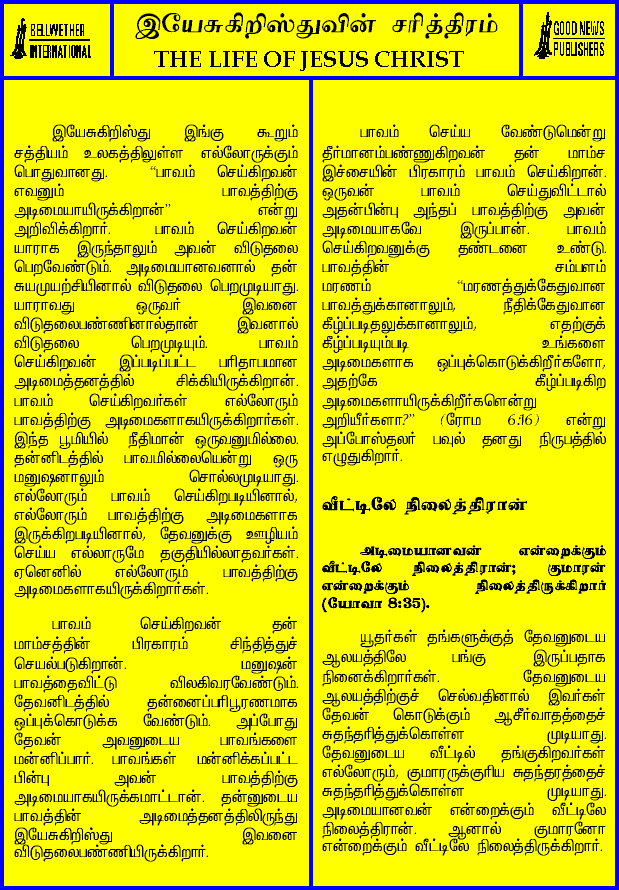 BELLWETHER
INTERNATIONAL
இயேசுகிறிஸ்துவின் சரித்திரம்
THE LIFE OF JESUS CHRIST
GOOD NEWS
PUBLISHERS
இயேசுகிறிஸ்து இங்கு கூறும்
சத்தியம் உலகத்திலுள்ள எல்லோருக்கும்
பொதுவானது. “பாவம் செய்கிறவன்
எவனும் பாவத்திற்கு
அடிமையாயிருக்கிறான்” என்று
அறிவிக்கிறார். பாவம் செய்கிறவன்
யாராக இருந்தாலும் அவன் விடுதலை
பெறவேண்டும். அடிமையானவனால் தன்
சுயமுயற்சியினால் விடுதலை பெறமுடியாது.
யாராவது ஒருவர் இவனை
விடுதலைபண்ணினால்தான் இவனால்
விடுதலை பெறமுடியும். பாவம்
செய்கிறவன் இப்படிப்பட்ட பரிதாபமான
அடிமைத்தனத்தில் சிக்கியிருக்கிறான்.
பாவம் செய்கிறவர்கள் எல்லோரும்
பாவத்திற்கு அடிமைகளாகயிருக்கிறார்கள்.
இந்த பூமியில் நீதிமான் ஒருவனுமில்லை.
தன்னிடத்தில் பாவமில்லையென்று ஒரு
மனுஷனாலும் சொல்லமுடியாது.
எல்லோரும் பாவம் செய்கிறபடியினால்,
எல்லோரும் பாவத்திற்கு அடிமைகளாக
இருக்கிறபடியினால், தேவனுக்கு ஊழியம்
செய்ய எல்லாருமே தகுதியில்லாதவர்கள்.
ஏனெனில் எல்லோரும் பாவத்திற்கு
அடிமைகளாகயிருக்கிறார்கள்.
பாவம் செய்கிறவன் தன்
மாம்சத்தின் பிரகாரம் சிந்தித்துச்
செயல்படுகிறான். மனுஷன்
பாவத்தைவிட்டு விலகிவரவேண்டும்.
தேவனிடத்தில் தன்னைப்பரிபூரணமாக
ஒப்புக்கொடுக்க வேண்டும். அப்போது
தேவன் அவனுடைய பாவங்களை
மன்னிப்பார். பாவங்கள் மன்னிக்கப்பட்ட
பின்பு அவன் பாவத்திற்கு
அடிமையாகயிருக்கமாட்டான். தன்னுடைய
பாவத்தின் அடிமைத்தனத்திலிருந்து
இயேசுகிறிஸ்து இவனை
விடுதலைபண்ணியிருக்கிறார்.
பாவம் செய்ய வேண்டுமென்று
தீர்மானம்பண்ணுகிறவன் தன் மாம்ச
இச்சையின் பிரகாரம் பாவம் செய்கிறான்.
ஒருவன் பாவம் செய்துவிட்டால்
அதன்பின்பு அந்தப் பாவத்திற்கு அவன்
அடிமையாகவே இருப்பான். பாவம்
செய்கிறவனுக்கு தண்டனை உண்டு.
பாவத்தின் சம்பளம்
மரணம் “மரணத்துக்கேதுவான
பாவத்துக்கானாலும், நீதிக்கேதுவான
கீழ்ப்படிதலுக்கானாலும், எதற்குக்
கீழ்ப்படியும்படி உங்களை
அடிமைகளாக ஒப்புக்கொடுக்கிறீர்களோ,
அதற்கே கீழ்ப்படிகிற
அடிமைகளாயிருக்கிறீர்களென்று
அறியீர்களா?” (ரோம 6:16) என்று
அப்போஸ்தலர் பவுல் தனது நிருபத்தில்
எழுதுகிறார்.
வீட்டிலே நிலைத்திரான்
அடிமையானவன் என்றைக்கும்
வீட்டிலே நிலைத்திரான்; குமாரன்
என்றைக்கும் நிலைத்திருக்கிறார்
(யோவா 8:35).
யூதர்கள் தங்களுக்குத் தேவனுடைய
ஆலயத்திலே பங்கு இருப்பதாக
நினைக்கிறார்கள். தேவனுடைய
ஆலயத்திற்குச் செல்வதினால் இவர்கள்
தேவன் கொடுக்கும் ஆசீர்வாதத்தைச்
சுதந்தரித்துக்கொள்ள முடியாது.
தேவனுடைய வீட்டில் தங்குகிறவர்கள்
எல்லோரும், குமாரருக்குரிய சுதந்தரத்தைச்
சுதந்தரித்துக்கொள்ள முடியாது.
அடிமையானவன் என்றைக்கும் வீட்டிலே
நிலைத்திரான். ஆனால் குமாரனோ
என்றைக்கும் வீட்டிலே நிலைத்திருக்கிறார்.